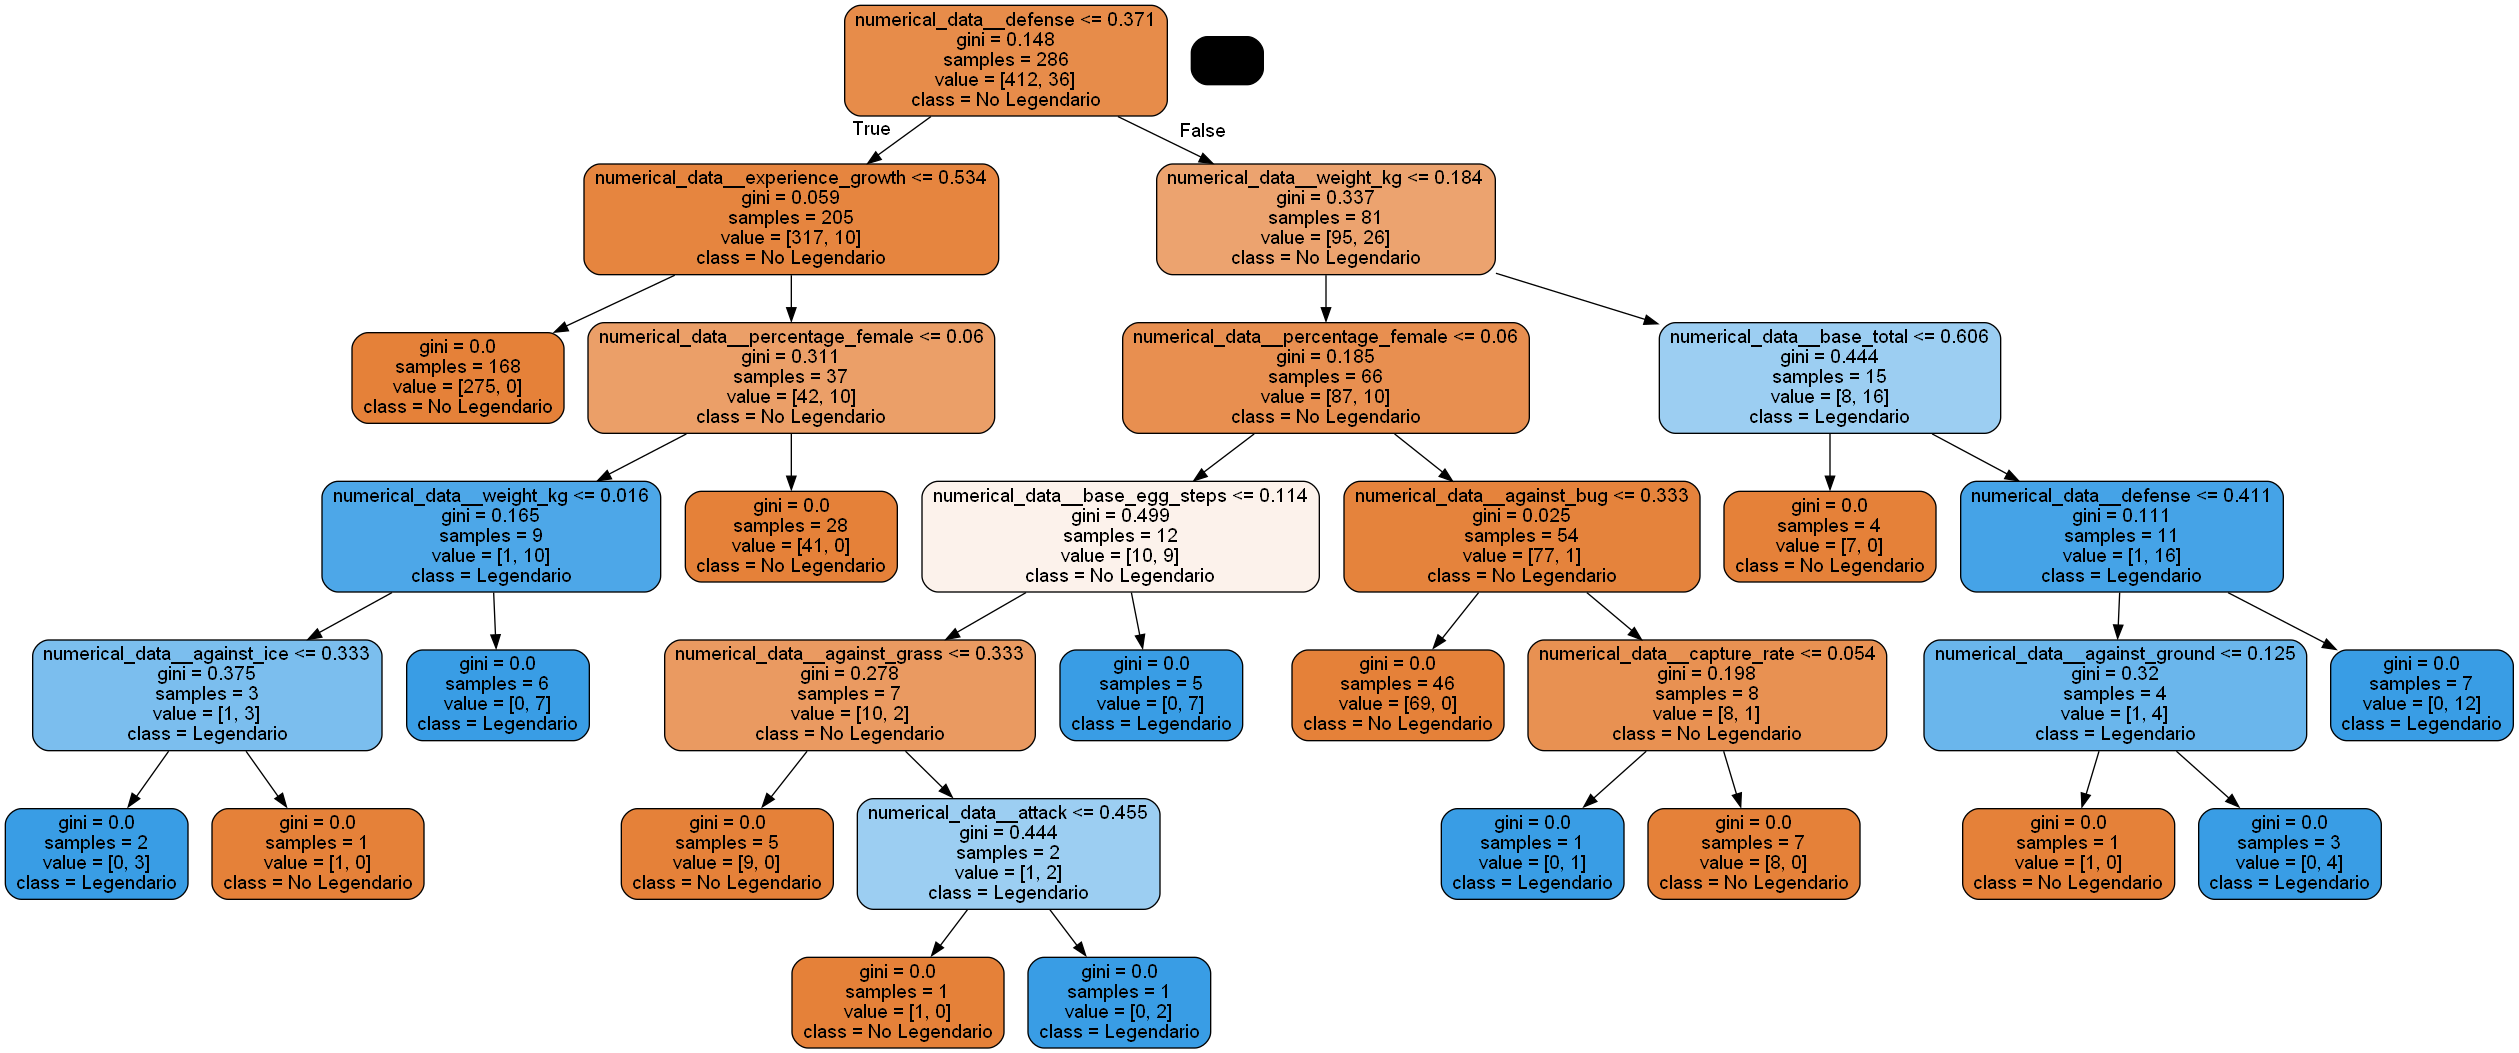 numerical_data__defense <= 0.371
gini = 0.148
samples = 286
value = [412, 36]
class = No Legendario
True
False
numerical_data__experience_growth <= 0.534
gini = 0.059
samples = 205
value = [317, 10]
class = No Legendario
numerical_data__weight_kg <= 0.184
gini = 0.337
samples = 81
value = [95, 26]
class = No Legendario
gini = 0.0
samples = 168
value = [275, 0]
class = No Legendario
numerical_data__percentage_female <= 0.06
gini = 0.311
samples = 37
value = [42, 10]
class = No Legendario
numerical_data__percentage_female <= 0.06
gini = 0.185
samples = 66
value = [87, 10]
class = No Legendario
numerical_data__base_total <= 0.606
gini = 0.444
samples = 15
value = [8, 16]
class = Legendario
numerical_data__weight_kg <= 0.016
gini = 0.165
samples = 9
value = [1, 10]
class = Legendario
gini = 0.0
samples = 28
value = [41, 0]
class = No Legendario
numerical_data__base_egg_steps <= 0.114
gini = 0.499
samples = 12
value = [10, 9]
class = No Legendario
numerical_data__against_bug <= 0.333
gini = 0.025
samples = 54
value = [77, 1]
class = No Legendario
gini = 0.0
samples = 4
value = [7, 0]
class = No Legendario
numerical_data__defense <= 0.411
gini = 0.111
samples = 11
value = [1, 16]
class = Legendario
numerical_data__against_ice <= 0.333
gini = 0.375
samples = 3
value = [1, 3]
class = Legendario
gini = 0.0
samples = 6
value = [0, 7]
class = Legendario
numerical_data__against_grass <= 0.333
gini = 0.278
samples = 7
value = [10, 2]
class = No Legendario
gini = 0.0
samples = 5
value = [0, 7]
class = Legendario
gini = 0.0
samples = 46
value = [69, 0]
class = No Legendario
numerical_data__capture_rate <= 0.054
gini = 0.198
samples = 8
value = [8, 1]
class = No Legendario
numerical_data__against_ground <= 0.125
gini = 0.32
samples = 4
value = [1, 4]
class = Legendario
gini = 0.0
samples = 7
value = [0, 12]
class = Legendario
gini = 0.0
samples = 2
value = [0, 3]
class = Legendario
gini = 0.0
samples = 1
value = [1, 0]
class = No Legendario
gini = 0.0
samples = 5
value = [9, 0]
class = No Legendario
numerical_data__attack <= 0.455
gini = 0.444
samples = 2
value = [1, 2]
class = Legendario
gini = 0.0
samples = 1
value = [0, 1]
class = Legendario
gini = 0.0
samples = 7
value = [8, 0]
class = No Legendario
gini = 0.0
samples = 1
value = [1, 0]
class = No Legendario
gini = 0.0
samples = 3
value = [0, 4]
class = Legendario
gini = 0.0
samples = 1
value = [1, 0]
class = No Legendario
gini = 0.0
samples = 1
value = [0, 2]
class = Legendario